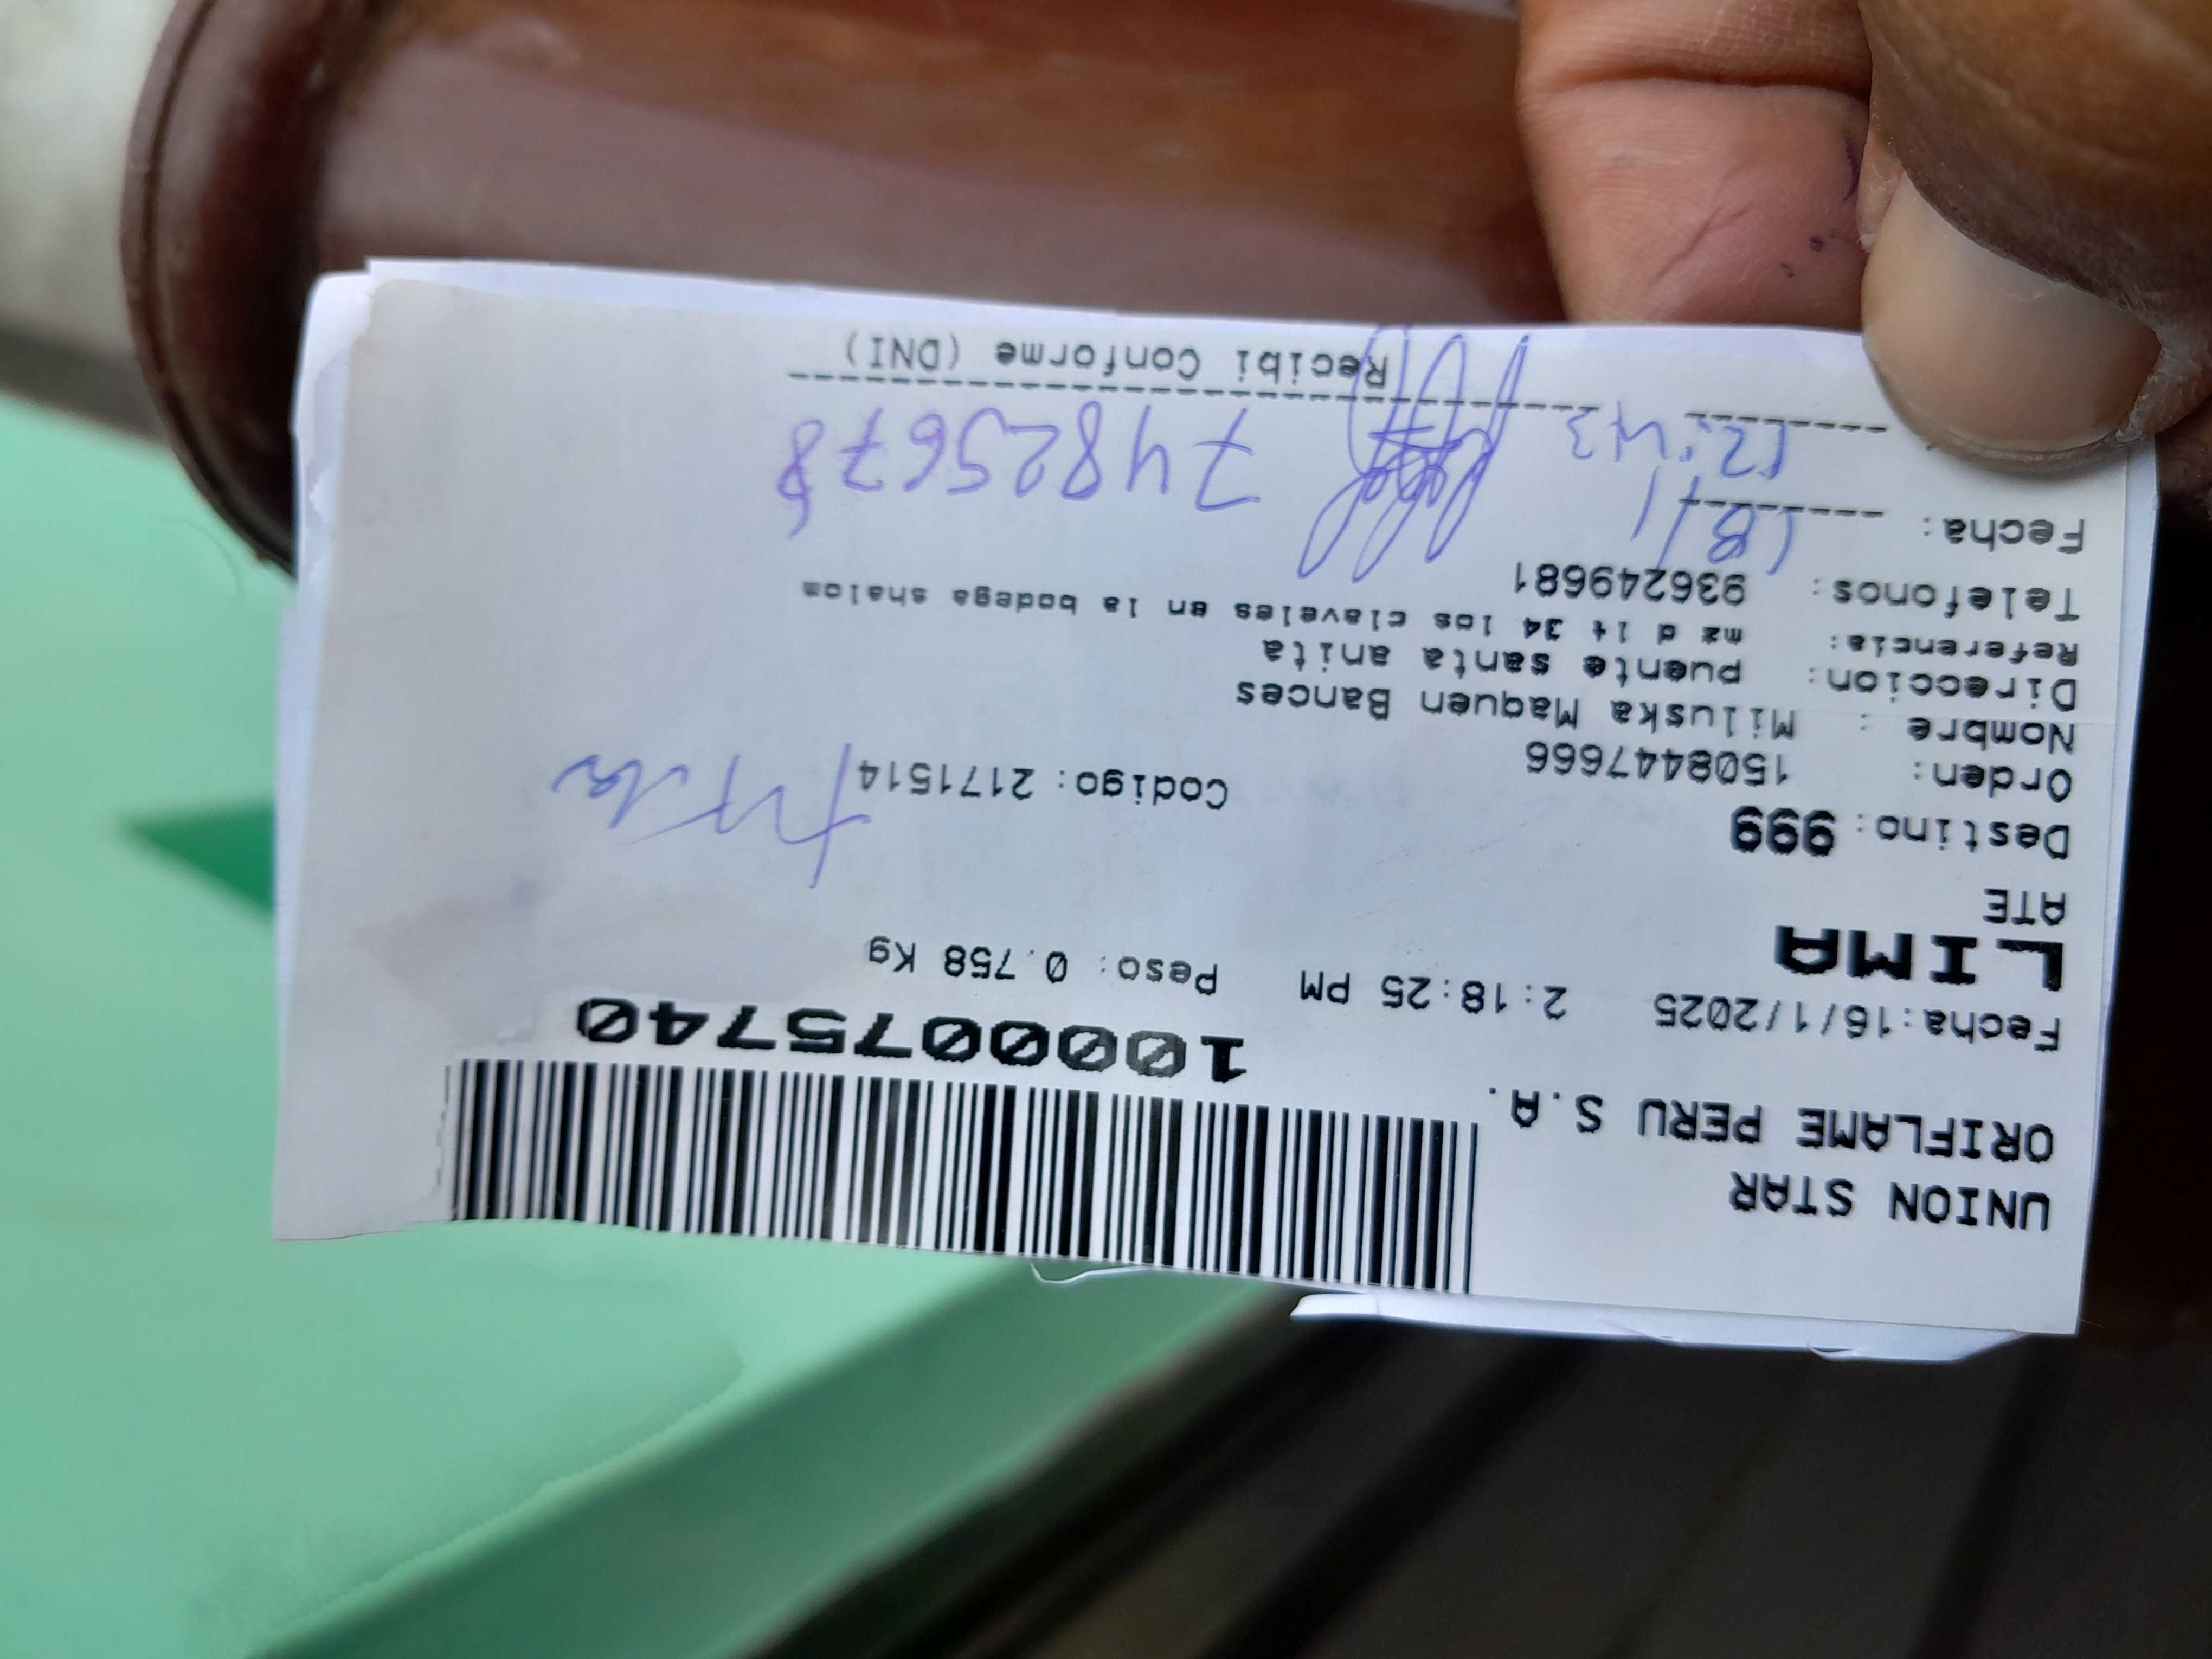 UNION STAR
ORIFLAME PERU S.A.
1000075740
Fecha:16/1/2025 2:18:25 PM Peso: 0.758 Kg
LIMA
ATE
Destino: 999
Orden: 1508447666 Codigo: 2171514
Nombre : Miluska Maquen Bances
Direccion: puente santa anita
Referencia: mz d lt 34 los claveles en la bodega shalom
Telefonos: 936249681
Fecha: 18/1
12:43 74825678
Recibi Conforme (DNI)